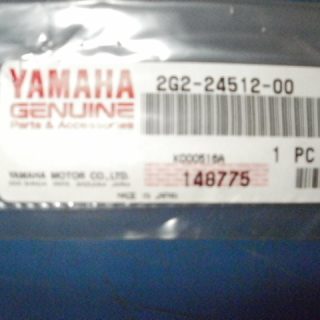 YAMAHA
GENUINE
Parts & Accessories
2G2-24512-00
1 PC
YAMAHA MOTOR CO.,LTD.
148775
MADE IN JAPAN